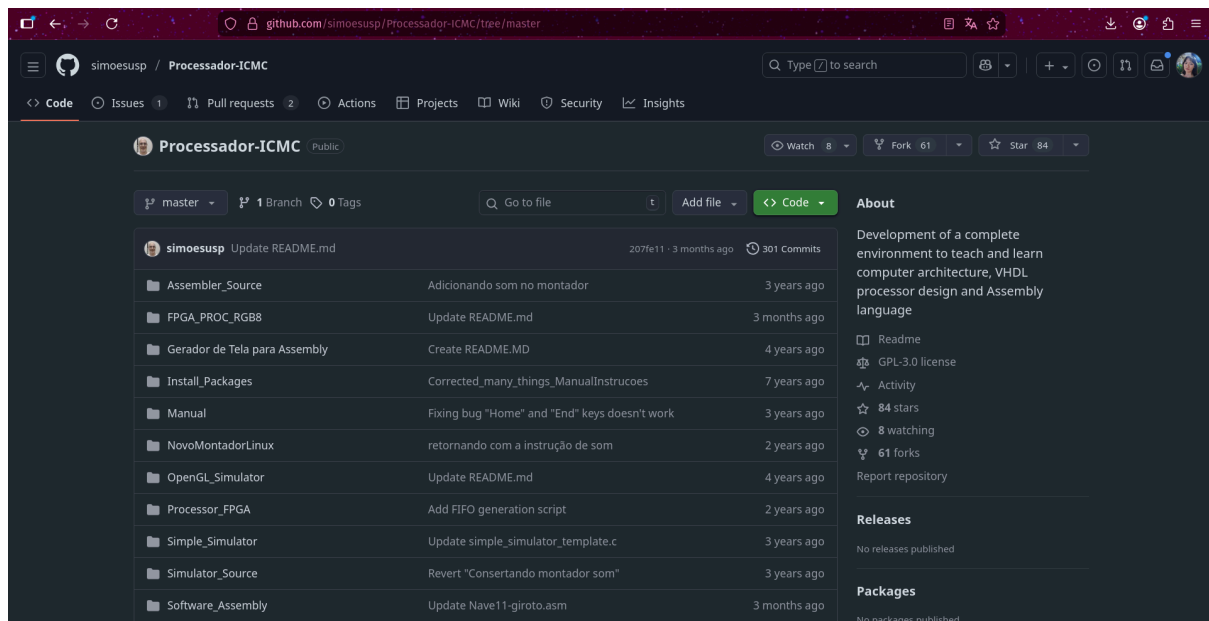 github.com/simoesusp/Processador-ICMC/tree/master
simoesusp / Processador-ICMC
Type / to search
Code Issues 1 Pull requests 2 Actions Projects Wiki Security Insights
Processador-ICMC Public
Watch 8 Fork 61 Star 84
master 1 Branch 0 Tags Go to file t Add file Code
simoesusp Update README.md 207fe11 · 3 months ago 301 Commits
Assembler_Source Adicionando som no montador 3 years ago
FPGA_PROC_RGB8 Update README.md 3 months ago
Gerador de Tela para Assembly Create README.MD 4 years ago
Install_Packages Corrected_many_things_ManualInstrucoes 7 years ago
Manual Fixing bug "Home" and "End" keys doesn't work 3 years ago
NovoMontadorLinux retornando com a instrução de som 2 years ago
OpenGL_Simulator Update README.md 4 years ago
Processor_FPGA Add FIFO generation script 2 years ago
Simple_Simulator Update simple_simulator_template.c 3 years ago
Simulator_Source Revert "Consertando montador som" 3 years ago
Software_Assembly Update Nave11-giroto.asm 3 months ago
About
Development of a complete
environment to teach and learn
computer architecture, VHDL
processor design and Assembly
language
Readme
GPL-3.0 license
Activity
84 stars
8 watching
61 forks
Report repository
Releases
No releases published
Packages
No packages published